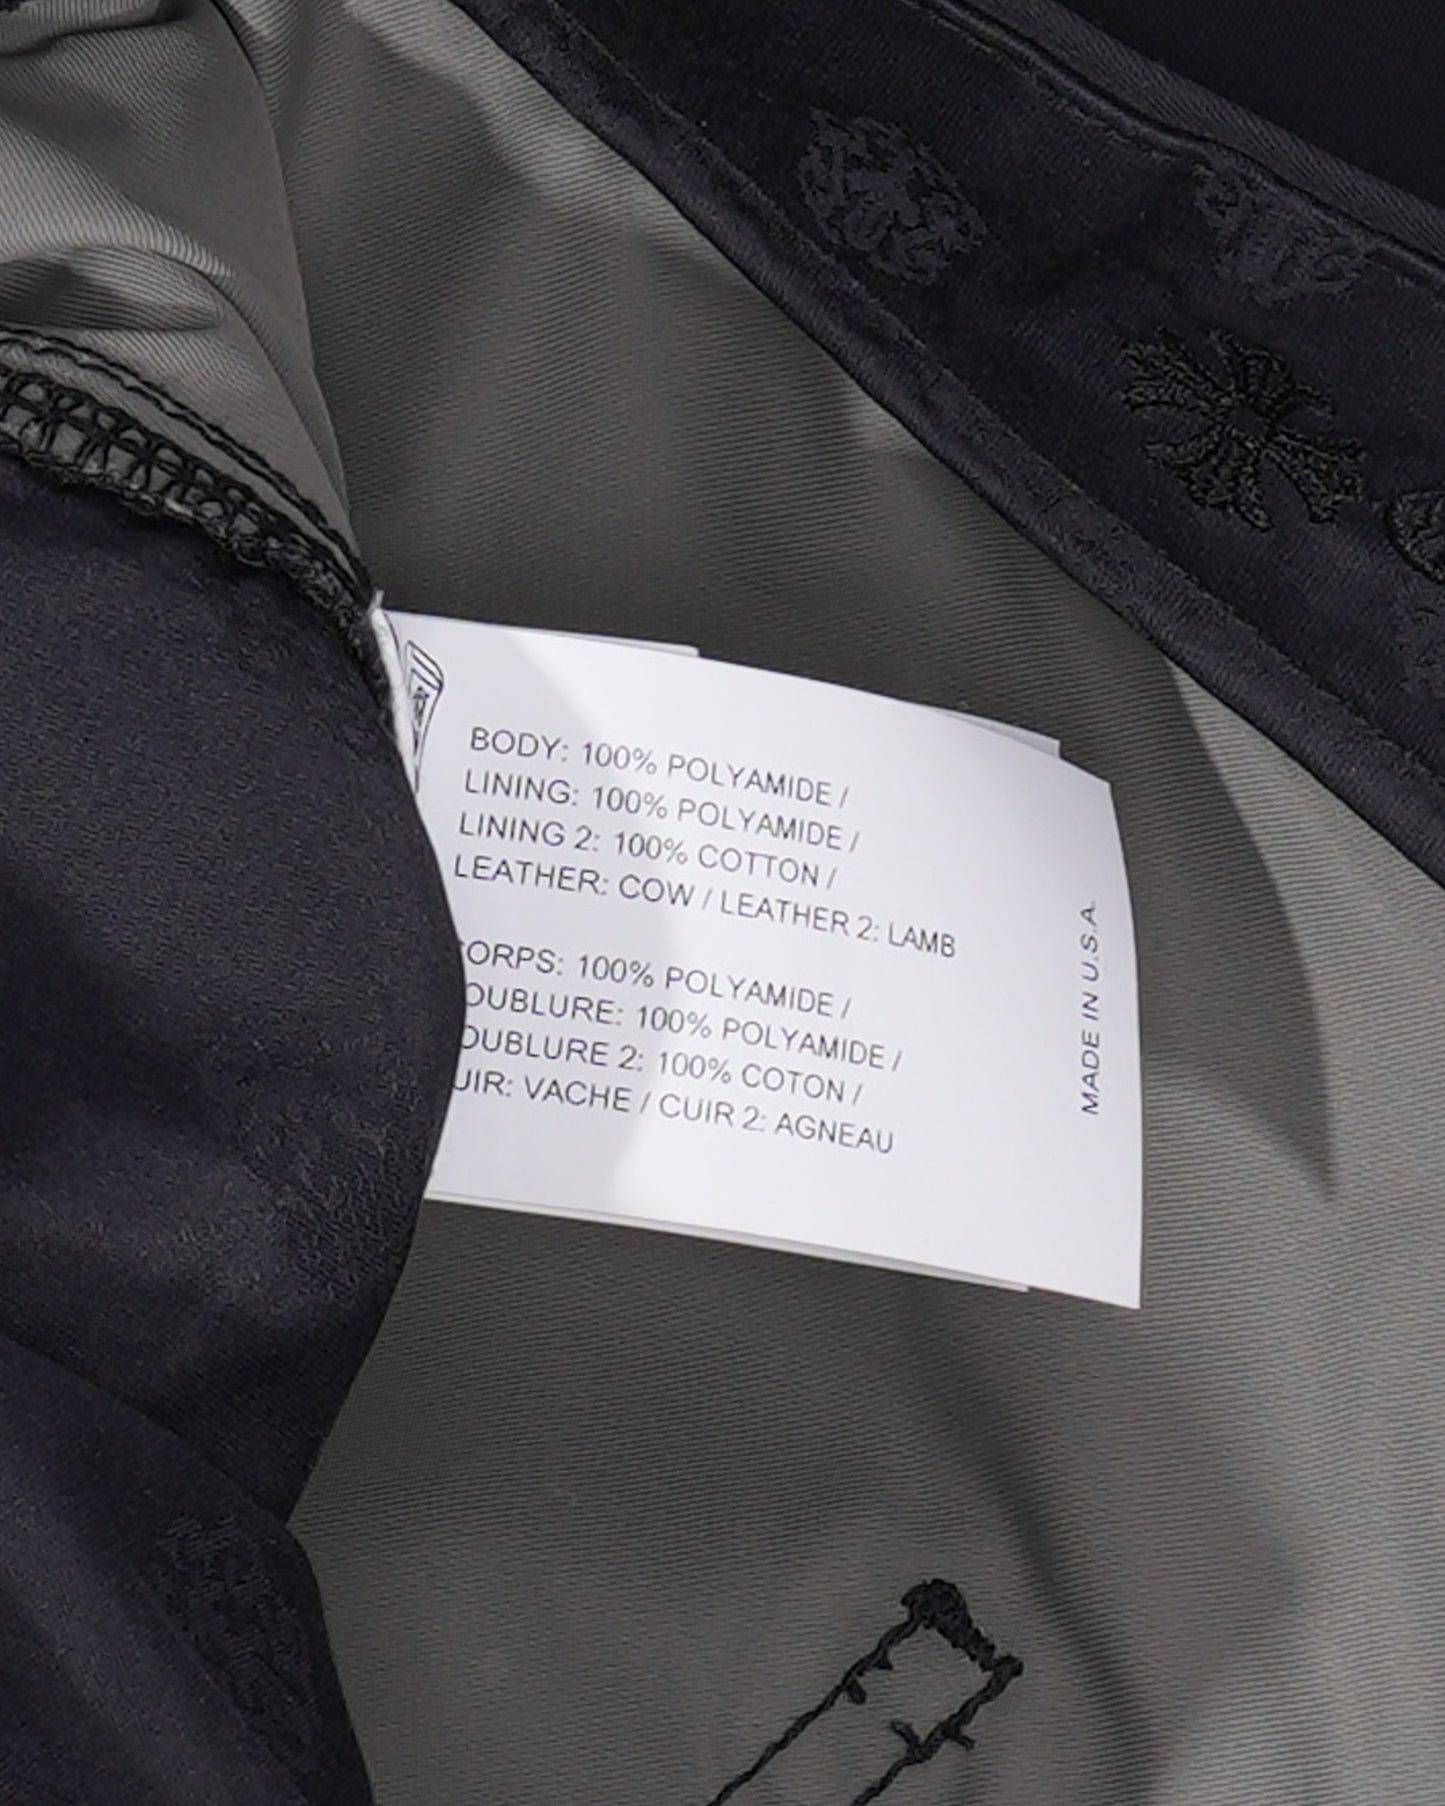 BODY: 100% POLYAMIDE /
LINING: 100% POLYAMIDE /
LINING 2: 100% COTTON /
LEATHER: COW / LEATHER 2: LAMB
ORPS: 100% POLYAMIDE /
OUBLURE: 100% POLYAMIDE /
OUBLURE 2: 100% COTON /
UIR: VACHE / CUIR 2: AGNEAU
MADE IN U.S.A.